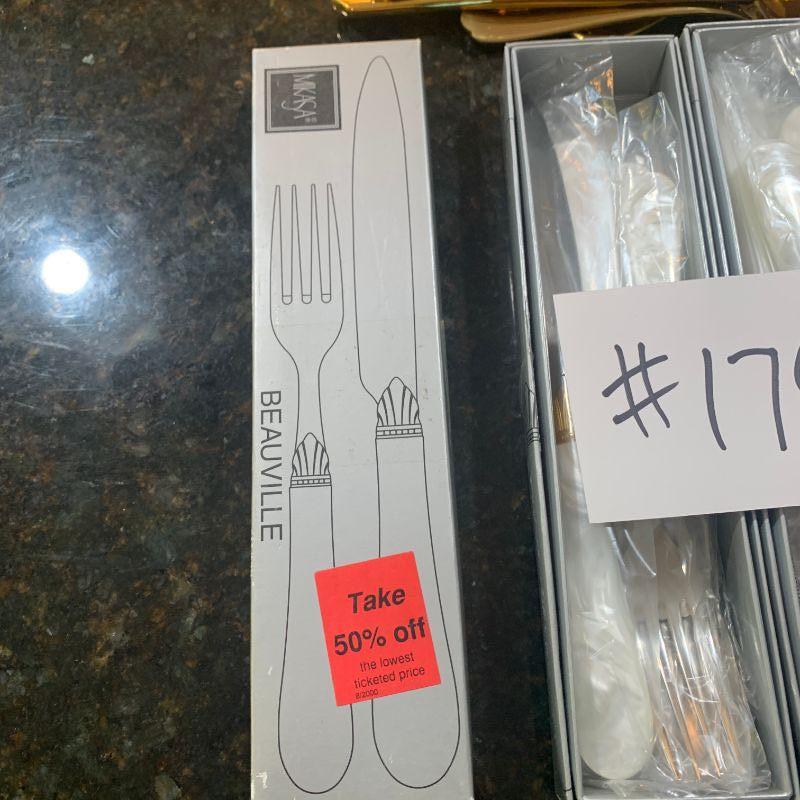 MIKASA
BEAUVILLE
Take
50% off
the lowest
ticketed price
8/2000
#17